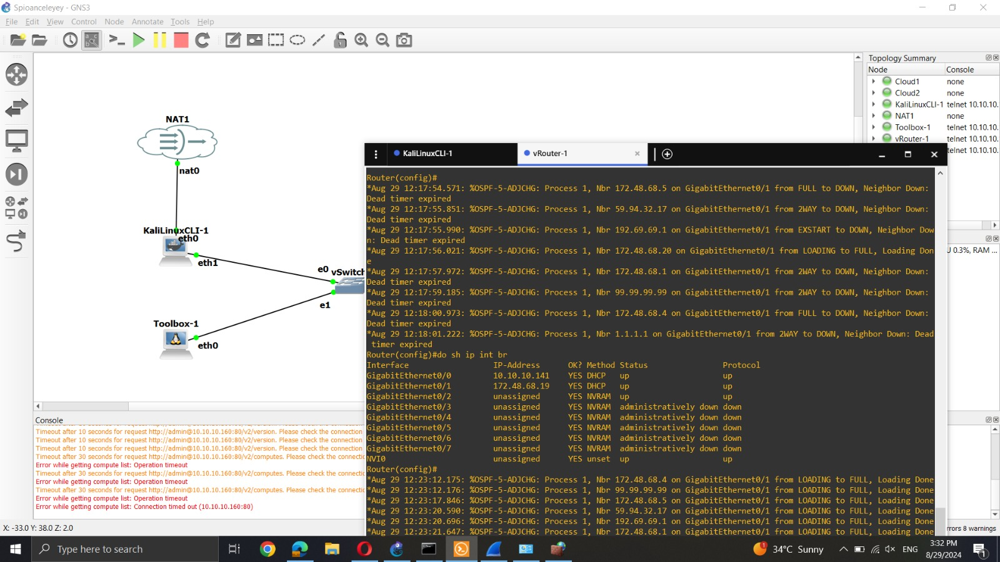 Spioanceleyey - GNS3
File Edit View Control Node Annotate Tools Help
Topology Summary
Node Console
Cloud1 none
Cloud2 none
KaliLinuxCLI-1 telnet 10.10.10.
NAT1 none
Toolbox-1 telnet 10.10.10.
vRouter-1 telnet 10.10.10.
telnet 10.10.10.
U 0.3%, RAM ...
NAT1
nat0
KaliLinuxCLI-1
eth0
eth1
e0 vSwitch
e1
Toolbox-1
eth0
KaliLinuxCLI-1
vRouter-1
Router(config)#
*Aug 29 12:17:54.571: %OSPF-5-ADJCHG: Process 1, Nbr 172.48.68.5 on GigabitEthernet0/1 from FULL to DOWN, Neighbor Down:
Dead timer expired
*Aug 29 12:17:55.851: %OSPF-5-ADJCHG: Process 1, Nbr 59.94.32.17 on GigabitEthernet0/1 from 2WAY to DOWN, Neighbor Down:
Dead timer expired
*Aug 29 12:17:55.990: %OSPF-5-ADJCHG: Process 1, Nbr 192.69.69.1 on GigabitEthernet0/1 from EXSTART to DOWN, Neighbor Dow
n: Dead timer expired
*Aug 29 12:17:56.021: %OSPF-5-ADJCHG: Process 1, Nbr 172.48.68.20 on GigabitEthernet0/1 from LOADING to FULL, Loading Don
e
*Aug 29 12:17:57.972: %OSPF-5-ADJCHG: Process 1, Nbr 172.48.68.1 on GigabitEthernet0/1 from 2WAY to DOWN, Neighbor Down:
Dead timer expired
*Aug 29 12:17:59.185: %OSPF-5-ADJCHG: Process 1, Nbr 99.99.99.99 on GigabitEthernet0/1 from 2WAY to DOWN, Neighbor Down:
Dead timer expired
*Aug 29 12:18:00.973: %OSPF-5-ADJCHG: Process 1, Nbr 172.48.68.4 on GigabitEthernet0/1 from FULL to DOWN, Neighbor Down:
Dead timer expired
*Aug 29 12:18:01.222: %OSPF-5-ADJCHG: Process 1, Nbr 1.1.1.1 on GigabitEthernet0/1 from 2WAY to DOWN, Neighbor Down: Dead
timer expired
Router(config)#do sh ip int br
Interface IP-Address OK? Method Status Protocol
GigabitEthernet0/0 10.10.10.141 YES DHCP up up
GigabitEthernet0/1 172.48.68.19 YES DHCP up up
GigabitEthernet0/2 unassigned YES NVRAM up up
GigabitEthernet0/3 unassigned YES NVRAM administratively down down
GigabitEthernet0/4 unassigned YES NVRAM administratively down down
GigabitEthernet0/5 unassigned YES NVRAM administratively down down
GigabitEthernet0/6 unassigned YES NVRAM administratively down down
GigabitEthernet0/7 unassigned YES NVRAM administratively down down
NVI0 unassigned YES unset up up
Router(config)#
*Aug 29 12:23:12.175: %OSPF-5-ADJCHG: Process 1, Nbr 172.48.68.4 on GigabitEthernet0/1 from LOADING to FULL, Loading Done
*Aug 29 12:23:12.176: %OSPF-5-ADJCHG: Process 1, Nbr 99.99.99.99 on GigabitEthernet0/1 from LOADING to FULL, Loading Done
*Aug 29 12:23:17.846: %OSPF-5-ADJCHG: Process 1, Nbr 172.48.68.5 on GigabitEthernet0/1 from LOADING to FULL, Loading Done
*Aug 29 12:23:20.590: %OSPF-5-ADJCHG: Process 1, Nbr 59.94.32.17 on GigabitEthernet0/1 from LOADING to FULL, Loading Done
*Aug 29 12:23:20.696: %OSPF-5-ADJCHG: Process 1, Nbr 192.69.69.1 on GigabitEthernet0/1 from LOADING to FULL, Loading Done
*Aug 29 12:23:21.647: %OSPF-5-ADJCHG: Process 1, Nbr 172.48.68.1 on GigabitEthernet0/1 from LOADING to FULL, Loading Done
Console
Timeout after 10 seconds for request http://admin@10.10.10.160:80/v2/version. Please check the connection
Timeout after 10 seconds for request http://admin@10.10.10.160:80/v2/version. Please check the connection
Timeout after 10 seconds for request http://admin@10.10.10.160:80/v2/version. Please check the connection
Timeout after 30 seconds for request http://admin@10.10.10.160:80/v2/computes. Please check the connectic
Error while getting compute list: Operation timeout
Timeout after 30 seconds for request http://admin@10.10.10.160:80/v2/computes. Please check the connectic
Error while getting compute list: Operation timeout
Timeout after 30 seconds for request http://admin@10.10.10.160:80/v2/computes. Please check the connectic
Error while getting compute list: Operation timeout
Error while getting compute list: Connection timed out (10.10.10.160:80)
X: -33.0 Y: 38.0 Z: 2.0
rrors 8 warnings
Type here to search
34°C Sunny
ENG
3:32 PM
8/29/2024
1
1